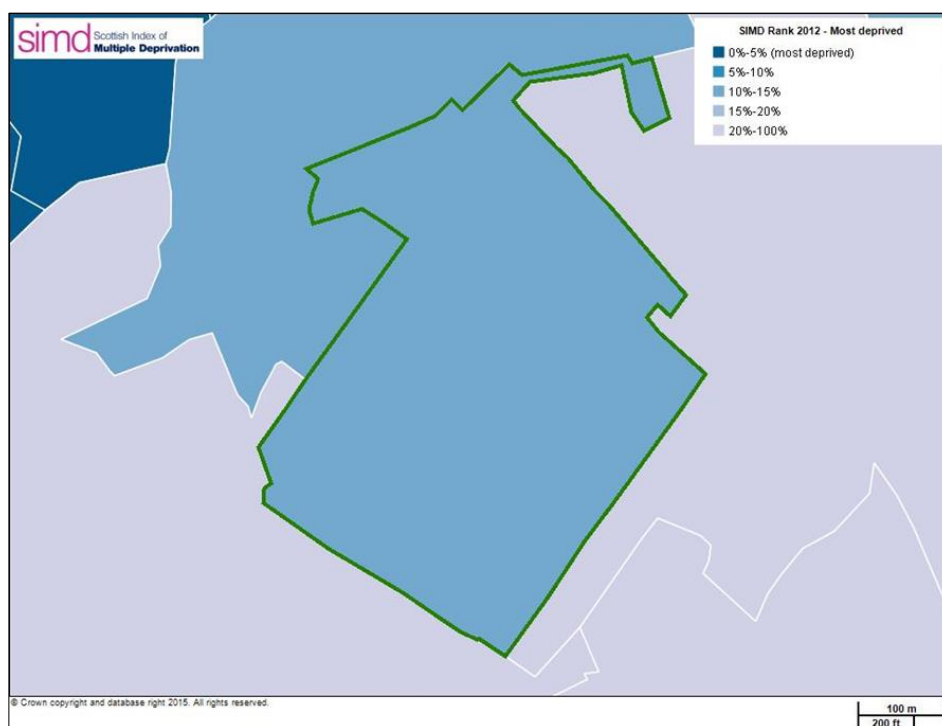 simd Scottish Index of
Multiple Deprivation
SIMD Rank 2012 - Most deprived
0%-5% (most deprived)
5%-10%
10%-15%
15%-20%
20%-100%
© Crown copyright and database right 2015. All rights reserved.
100 m
200 ft